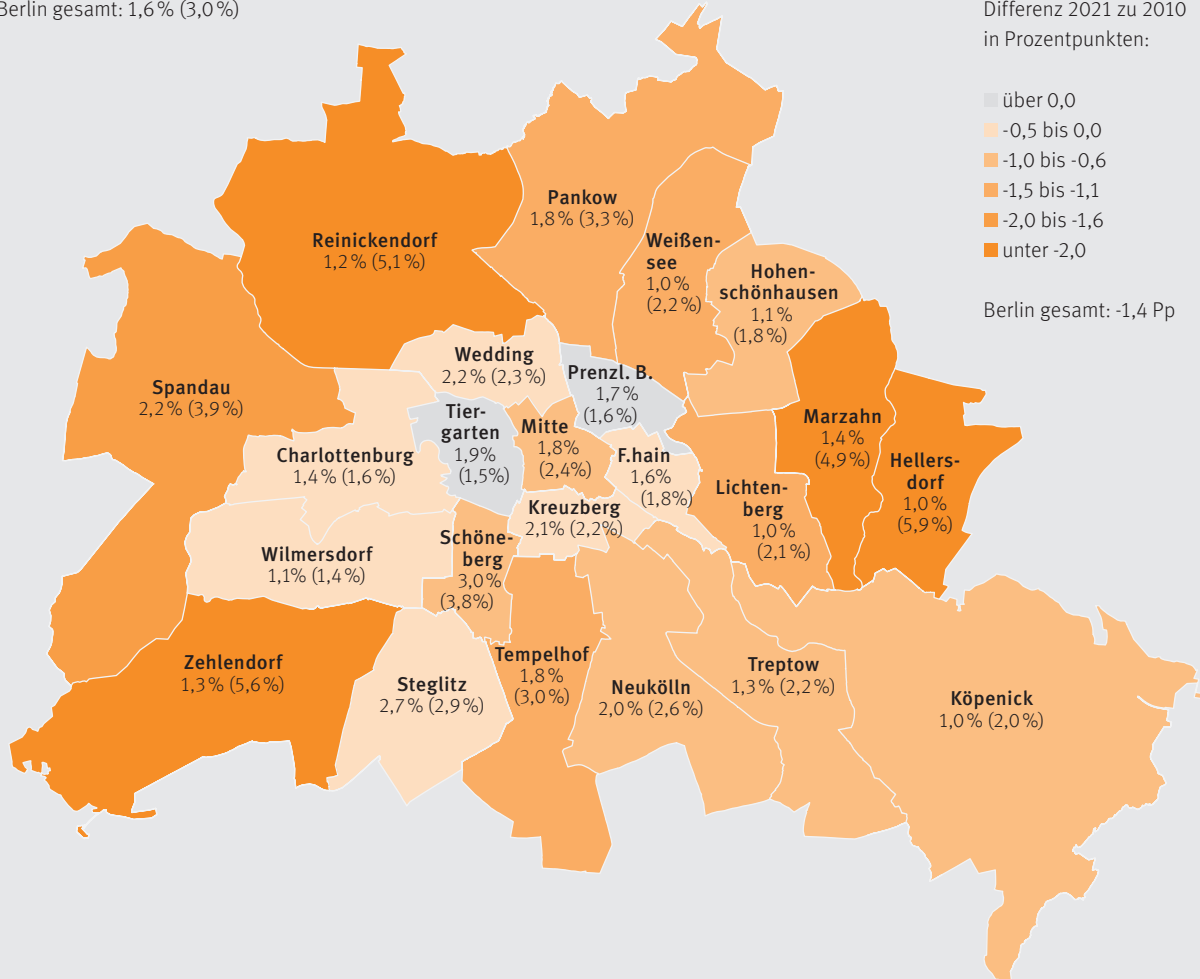 Berlin gesamt: 1,6 % (3,0 %)
Differenz 2021 zu 2010
in Prozentpunkten:
über 0,0
-0,5 bis 0,0
-1,0 bis -0,6
-1,5 bis -1,1
-2,0 bis -1,6
unter -2,0
Berlin gesamt: -1,4 Pp
Pankow
1,8 % (3,3 %)
Reinickendorf
1,2 % (5,1 %)
Weißen-
see
1,0 %
(2,2 %)
Hohen-
schönhausen
1,1 %
(1,8 %)
Wedding
2,2 % (2,3 %)
Prenzl. B.
1,7 %
(1,6 %)
Spandau
2,2 % (3,9 %)
Tier-
garten
1,9%
(1,5%)
Mitte
1,8%
(2,4%)
Marzahn
1,4 %
(4,9 %)
Charlottenburg
1,4 % (1,6 %)
F.hain
1,6%
(1,8%)
Hellers-
dorf
1,0 %
(5,9 %)
Lichten-
berg
1,0%
(2,1 %)
Kreuzberg
2,1 % (2,2%)
Wilmersdorf
1,1% (1,4 %)
Schöne-
berg
3,0 %
(3,8%)
Zehlendorf
1,3 % (5,6 %)
Steglitz
2,7 % (2,9 %)
Tempelhof
1,8%
(3,0 %)
Neukölln
2,0 % (2,6 %)
Treptow
1,3 % (2,2 %)
Köpenick
1,0 % (2,0 %)